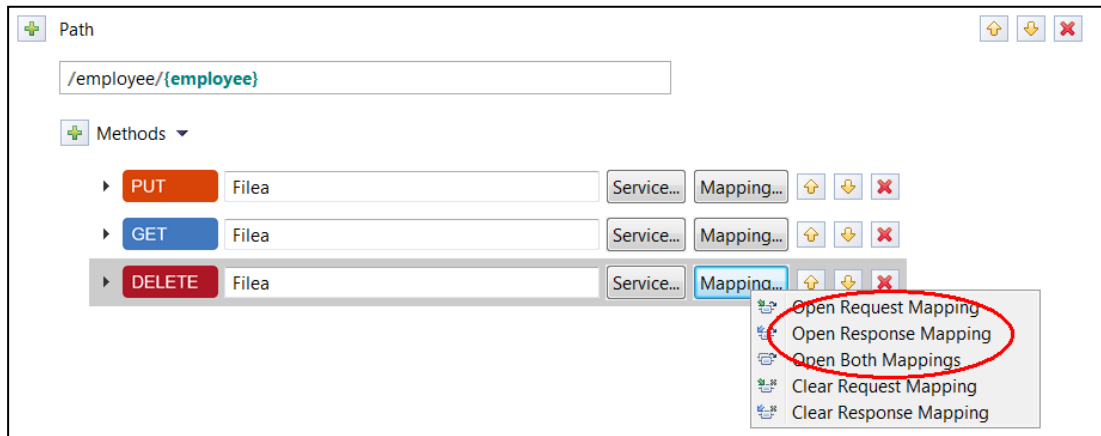 Path
/employee/{employee}
Methods
PUT Filea Service... Mapping...
GET Filea Service... Mapping...
DELETE Filea Service... Mapping...
Open Request Mapping
Open Response Mapping
Open Both Mappings
Clear Request Mapping
Clear Response Mapping